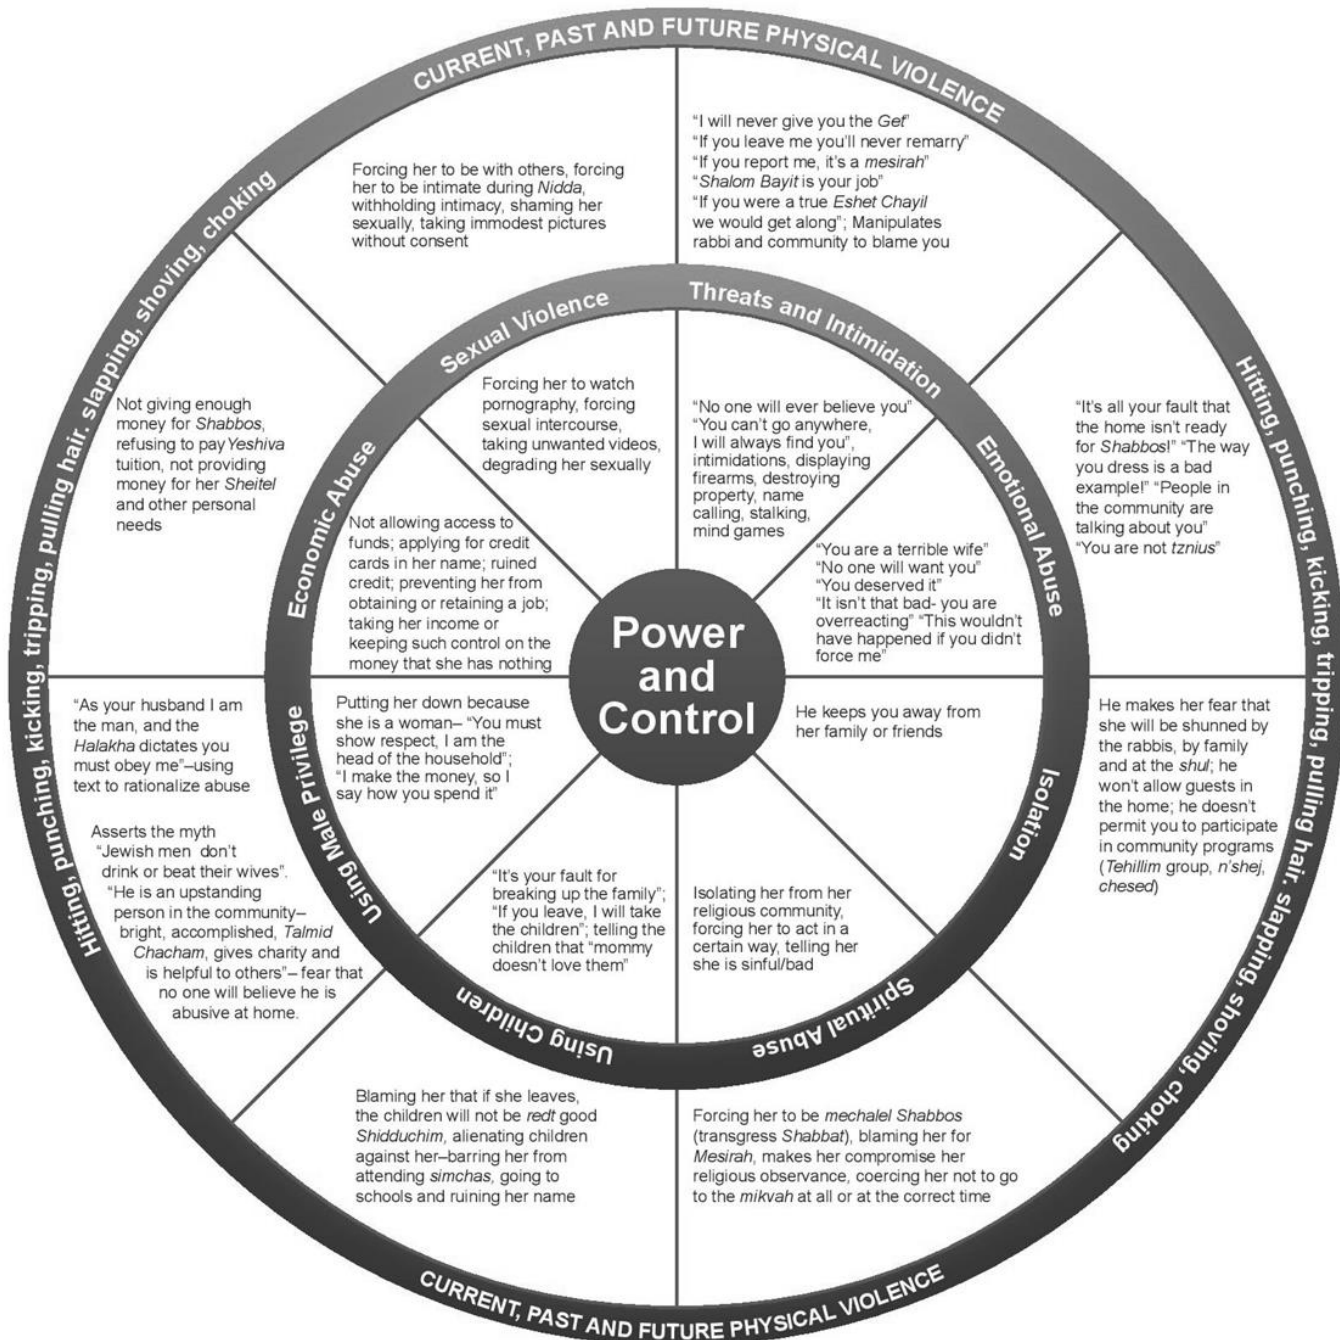 CURRENT, PAST AND FUTURE PHYSICAL VIOLENCE
Hitting, punching, kicking, tripping, pulling hair. slapping, shoving, choking
Hitting, punching, kicking, tripping, pulling hair. slapping, shoving, choking
Forcing her to be with others, forcing
her to be intimate during Nidda,
withholding intimacy, shaming her
sexually, taking immodest pictures
without consent
"I will never give you the Get"
"If you leave me you'll never remarry"
"If you report me, it's a mesirah"
"Shalom Bayit is your job"
"If you were a true Eshet Chayil
we would get along"; Manipulates
rabbi and community to blame you
Sexual Violence
Threats and Intimidation
Forcing her to watch
pornography, forcing
sexual intercourse,
taking unwanted videos,
degrading her sexually
"No one will ever believe you"
"You can't go anywhere,
I will always find you",
intimidations, displaying
firearms, destroying
property, name
calling, stalking,
mind games
Not giving enough
money for Shabbos,
refusing to pay Yeshiva
tuition, not providing
money for her Sheitel
and other personal
needs
Economic Abuse
Not allowing access to
funds; applying for credit
cards in her name; ruined
credit; preventing her from
obtaining or retaining a job;
taking her income or
keeping such control on the
money that she has nothing
"You are a terrible wife"
"No one will want you"
"You deserved it"
"It isn't that bad- you are
overreacting" "This wouldn't
have happened if you didn't
force me"
Emotional Abuse
"It's all your fault that
the home isn't ready
for Shabbos!" "The way
you dress is a bad
example!" "People in
the community are
talking about you"
"You are not tznius"
Power
and
Control
"As your husband I am
the man, and the
Halakha dictates you
must obey me"–using
text to rationalize abuse
Asserts the myth
"Jewish men don't
drink or beat their wives".
"He is an upstanding
person in the community–
bright, accomplished, Talmid
Chacham, gives charity and
is helpful to others"– fear that
no one will believe he is
abusive at home.
Using Male Privilege
Putting her down because
she is a woman– "You must
show respect, I am the
head of the household";
"I make the money, so I
say how you spend it"
He keeps you away from
her family or friends
Isolation
He makes her fear that
she will be shunned by
the rabbis, by family
and at the shul; he
won't allow guests in
the home; he doesn't
permit you to participate
in community programs
(Tehillim group, n'shej,
chesed)
"It's your fault for
breaking up the family";
"If you leave, I will take
the children"; telling the
children that "mommy
doesn't love them"
Isolating her from her
religious community,
forcing her to act in a
certain way, telling her
she is sinful/bad
Using Children
Spiritual Abuse
Blaming her that if she leaves,
the children will not be redt good
Shidduchim, alienating children
against her–barring her from
attending simchas, going to
schools and ruining her name
Forcing her to be mechalel Shabbos
(transgress Shabbat), blaming her for
Mesirah, makes her compromise her
religious observance, coercing her not to go
to the mikvah at all or at the correct time
CURRENT, PAST AND FUTURE PHYSICAL VIOLENCE